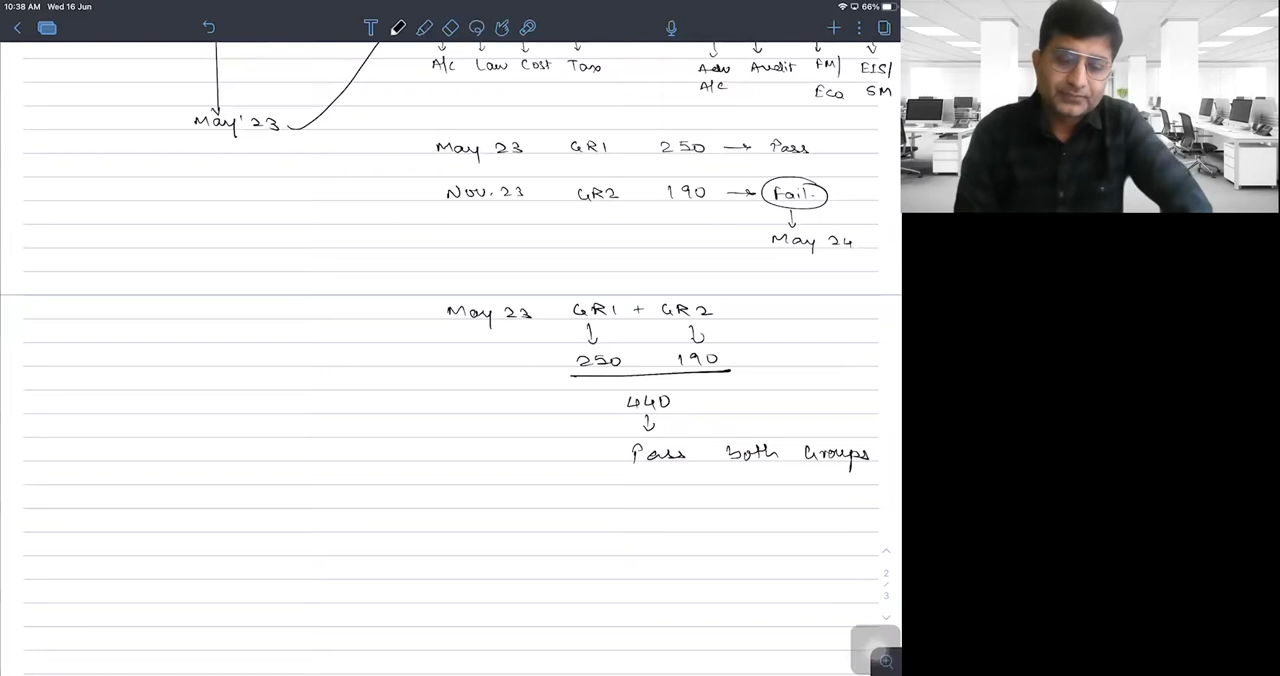 10:38 AM Wed 16 Jun
66%
T
A/C Law Cost Tax Adv Audit FM/ EIS/
A/C Eco SM
May'23
May 23 GR1 250 → Pass
Nov. 23 GR2 190 → Fail.
May 24
May 23 GR1 + GR2
250 190
440
Pass Both Groups
2
/
3